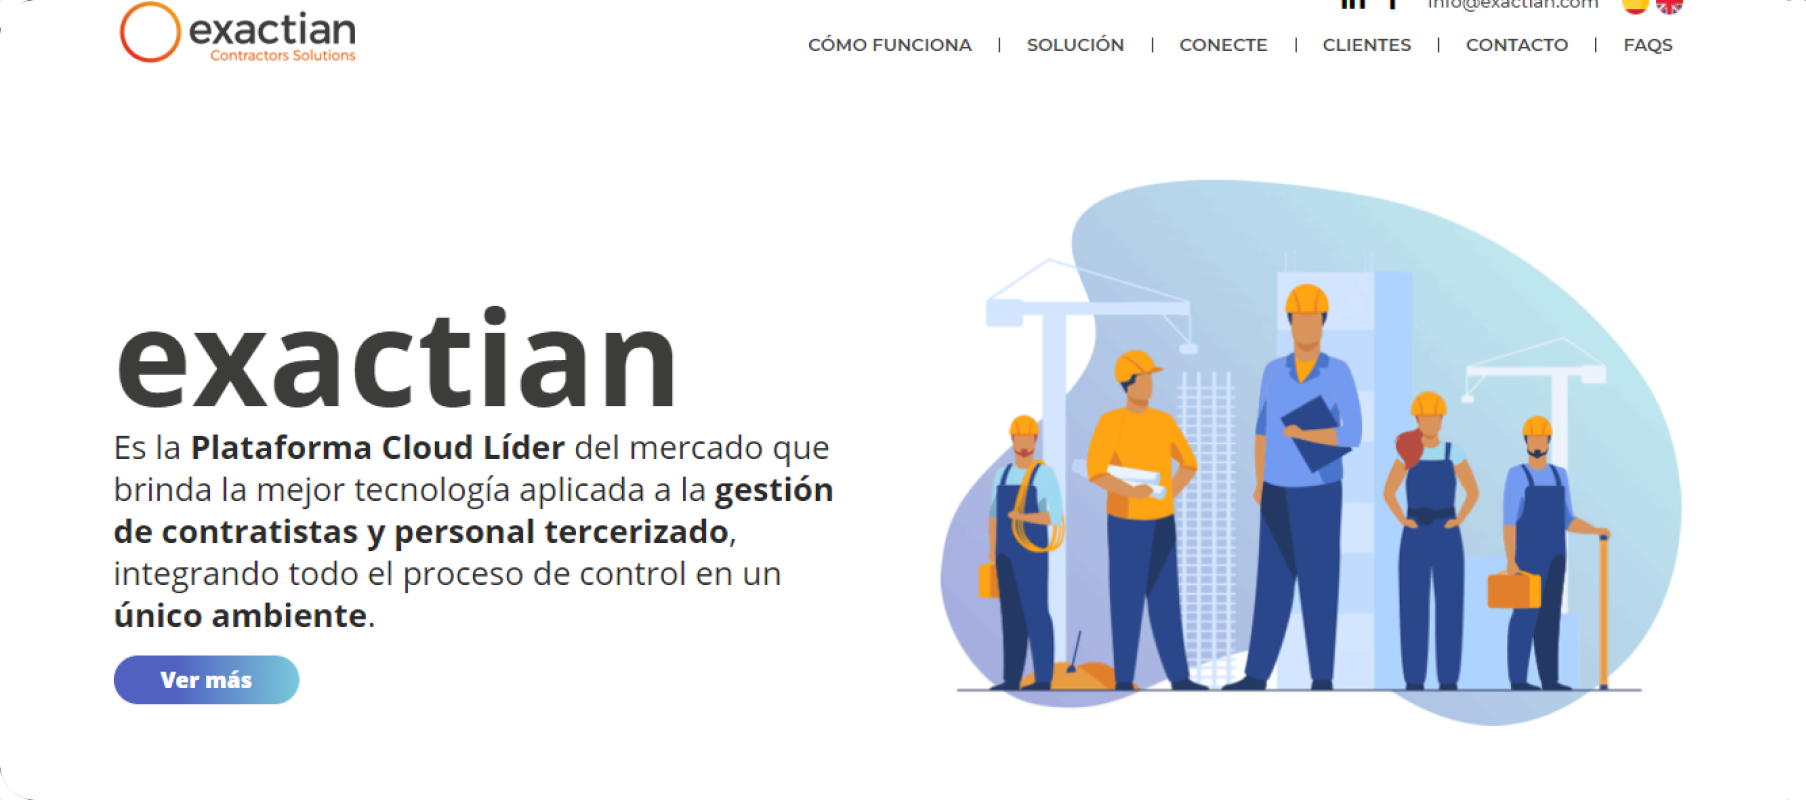 info@exactian.com
exactian
Contractors Solutions
CÓMO FUNCIONA | SOLUCIÓN | CONECTE | CLIENTES | CONTACTO | FAQS
exactian
Es la Plataforma Cloud Líder del mercado que
brinda la mejor tecnología aplicada a la gestión
de contratistas y personal tercerizado,
integrando todo el proceso de control en un
único ambiente.
Ver más